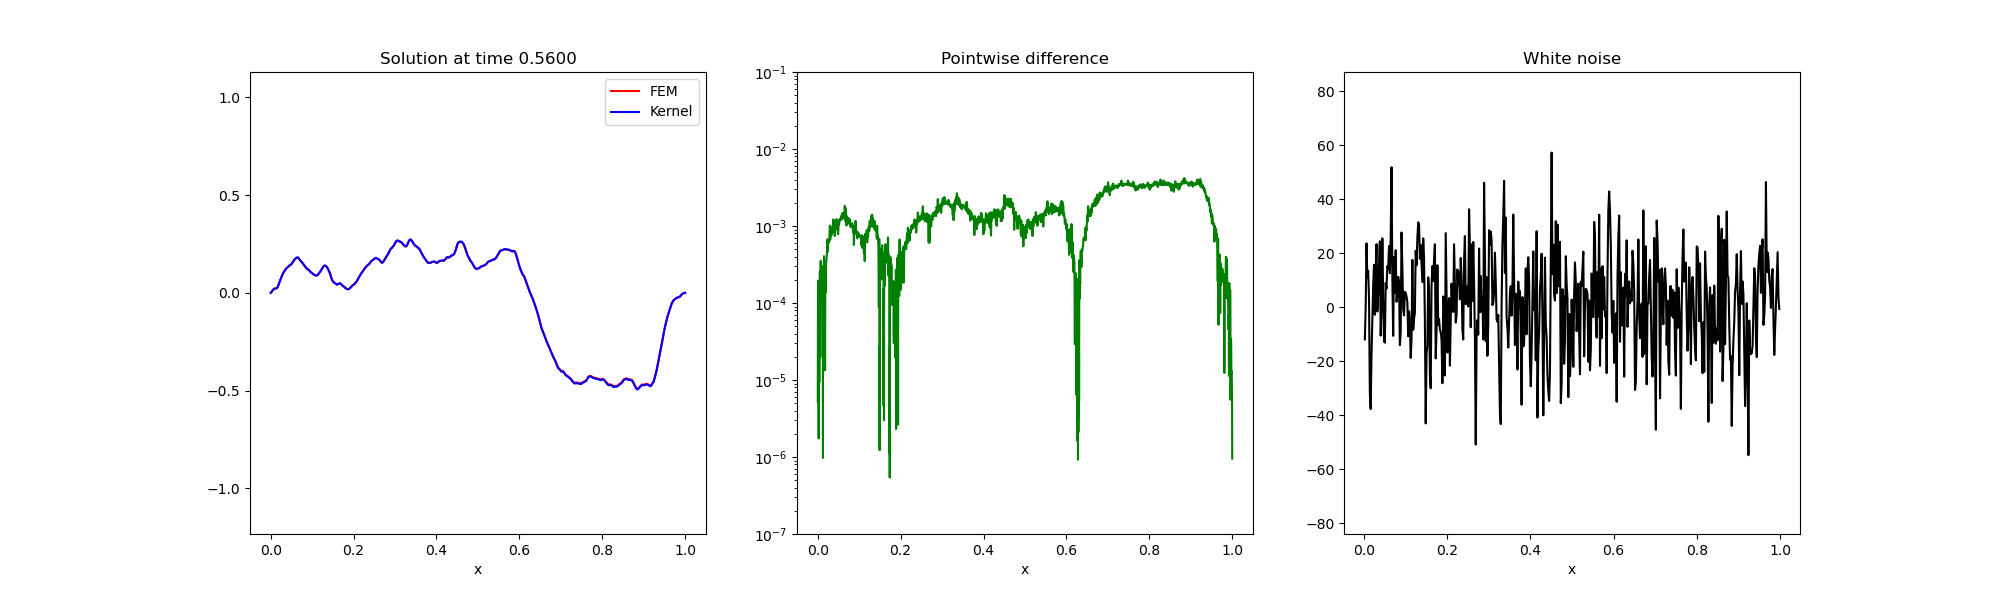 Solution at time 0.5600
1.0
0.5
0.0
−0.5
−1.0
0.0 0.2 0.4 0.6 0.8 1.0
x
FEM
Kernel
Pointwise difference
10⁻¹
10⁻²
10⁻³
10⁻⁴
10⁻⁵
10⁻⁶
10⁻⁷
0.0 0.2 0.4 0.6 0.8 1.0
x
White noise
80
60
40
20
0
−20
−40
−60
−80
0.0 0.2 0.4 0.6 0.8 1.0
x